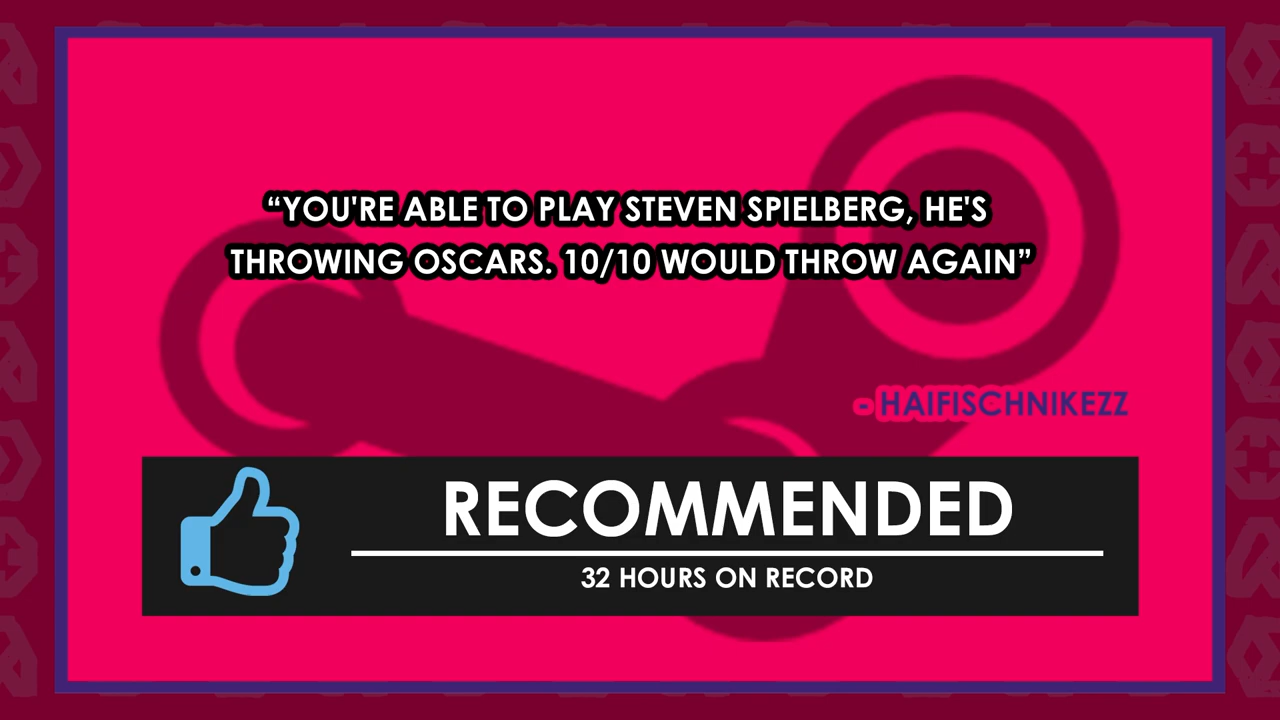 “YOU'RE ABLE TO PLAY STEVEN SPIELBERG, HE'S
THROWING OSCARS. 10/10 WOULD THROW AGAIN”
- HAIFISCHNIKEZZ
RECOMMENDED
32 HOURS ON RECORD